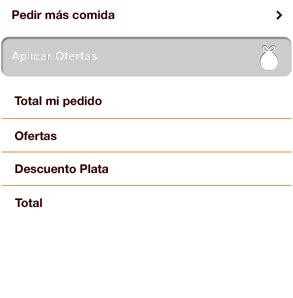 Pedir más comida
Aplicar Ofertas
Total mi pedido
Ofertas
Descuento Plata
Total